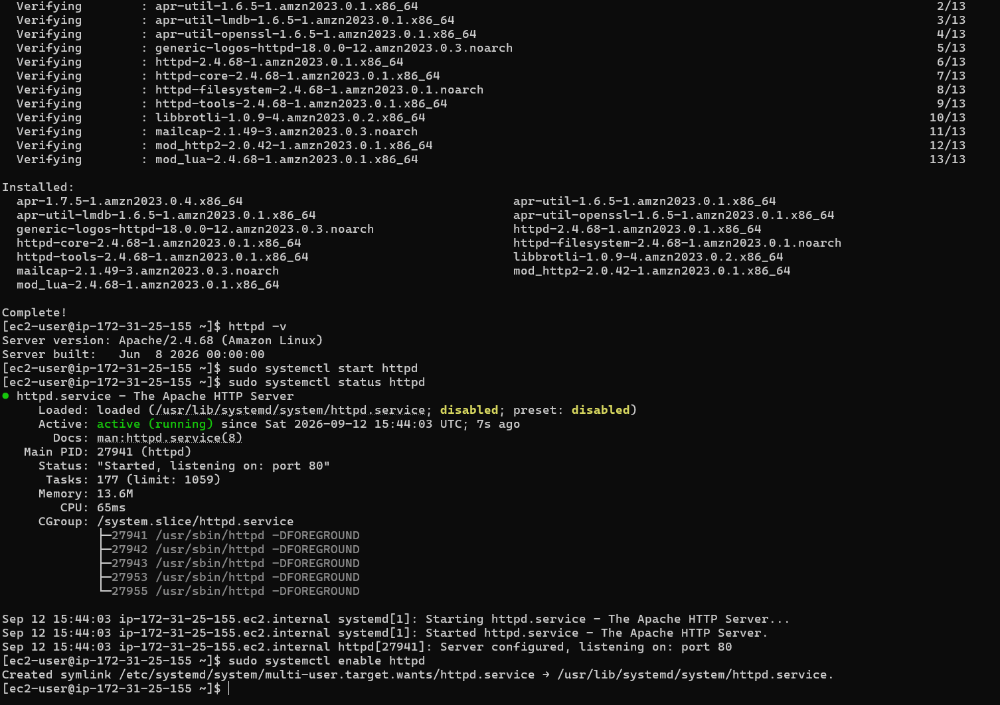 Verifying        : apr-util-1.6.5-1.amzn2023.0.1.x86_64        2/13
Verifying        : apr-util-lmdb-1.6.5-1.amzn2023.0.1.x86_64        3/13
Verifying        : apr-util-openssl-1.6.5-1.amzn2023.0.1.x86_64        4/13
Verifying        : generic-logos-httpd-18.0.0-12.amzn2023.0.3.noarch        5/13
Verifying        : httpd-2.4.68-1.amzn2023.0.1.x86_64        6/13
Verifying        : httpd-core-2.4.68-1.amzn2023.0.1.x86_64        7/13
Verifying        : httpd-filesystem-2.4.68-1.amzn2023.0.1.noarch        8/13
Verifying        : httpd-tools-2.4.68-1.amzn2023.0.1.x86_64        9/13
Verifying        : libbrotli-1.0.9-4.amzn2023.0.2.x86_64        10/13
Verifying        : mailcap-2.1.49-3.amzn2023.0.3.noarch        11/13
Verifying        : mod_http2-2.0.42-1.amzn2023.0.1.x86_64        12/13
Verifying        : mod_lua-2.4.68-1.amzn2023.0.1.x86_64        13/13
Installed:
apr-1.7.5-1.amzn2023.0.4.x86_64        apr-util-1.6.5-1.amzn2023.0.1.x86_64
apr-util-lmdb-1.6.5-1.amzn2023.0.1.x86_64        apr-util-openssl-1.6.5-1.amzn2023.0.1.x86_64
generic-logos-httpd-18.0.0-12.amzn2023.0.3.noarch        httpd-2.4.68-1.amzn2023.0.1.x86_64
httpd-core-2.4.68-1.amzn2023.0.1.x86_64        httpd-filesystem-2.4.68-1.amzn2023.0.1.noarch
httpd-tools-2.4.68-1.amzn2023.0.1.x86_64        libbrotli-1.0.9-4.amzn2023.0.2.x86_64
mailcap-2.1.49-3.amzn2023.0.3.noarch        mod_http2-2.0.42-1.amzn2023.0.1.x86_64
mod_lua-2.4.68-1.amzn2023.0.1.x86_64
Complete!
[ec2-user@ip-172-31-25-155 ~]$ httpd -v
Server version: Apache/2.4.68 (Amazon Linux)
Server built:   Jun  8 2026 00:00:00
[ec2-user@ip-172-31-25-155 ~]$ sudo systemctl start httpd
[ec2-user@ip-172-31-25-155 ~]$ sudo systemctl status httpd
● httpd.service - The Apache HTTP Server
Loaded: loaded (/usr/lib/systemd/system/httpd.service; disabled; preset: disabled)
Active: active (running) since Sat 2026-09-12 15:44:03 UTC; 7s ago
Docs: man:httpd.service(8)
Main PID: 27941 (httpd)
Status: "Started, listening on: port 80"
Tasks: 177 (limit: 1059)
Memory: 13.6M
CPU: 65ms
CGroup: /system.slice/httpd.service
├─27941 /usr/sbin/httpd -DFOREGROUND
├─27942 /usr/sbin/httpd -DFOREGROUND
├─27943 /usr/sbin/httpd -DFOREGROUND
├─27953 /usr/sbin/httpd -DFOREGROUND
└─27955 /usr/sbin/httpd -DFOREGROUND
Sep 12 15:44:03 ip-172-31-25-155.ec2.internal systemd[1]: Starting httpd.service - The Apache HTTP Server...
Sep 12 15:44:03 ip-172-31-25-155.ec2.internal systemd[1]: Started httpd.service - The Apache HTTP Server.
Sep 12 15:44:03 ip-172-31-25-155.ec2.internal httpd[27941]: Server configured, listening on: port 80
[ec2-user@ip-172-31-25-155 ~]$ sudo systemctl enable httpd
Created symlink /etc/systemd/system/multi-user.target.wants/httpd.service → /usr/lib/systemd/system/httpd.service.
[ec2-user@ip-172-31-25-155 ~]$